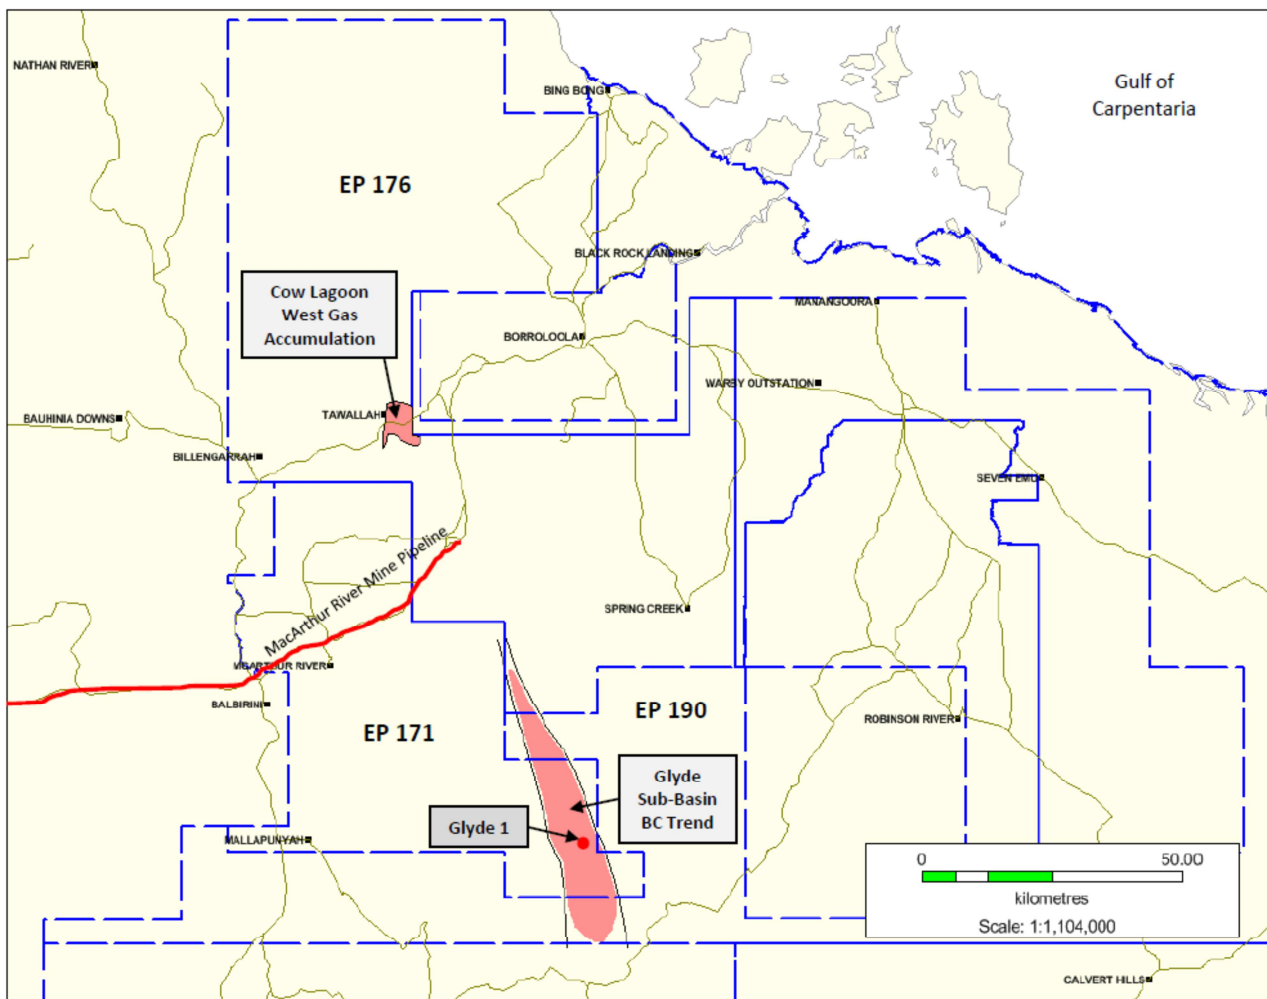 NATHAN RIVER
BING BONG
Gulf of
Carpentaria
EP 176
BLACK ROCK LANDING
Cow Lagoon
West Gas
Accumulation
MANANGOORA
BORROLOOLA
WARBY OUTSTATION
TAWALLAH
BAUHINIA DOWNS
BILLENGARRAH
SEVEN EMU
MacArthur River Mine Pipeline
SPRING CREEK
MCARTHUR RIVER
BALBIRINI
EP 190
ROBINSON RIVER
EP 171
Glyde
Sub-Basin
BC Trend
Glyde 1
MALLAPUNYAH
0 50.00
kilometres
Scale: 1:1,104,000
CALVERT HILLS